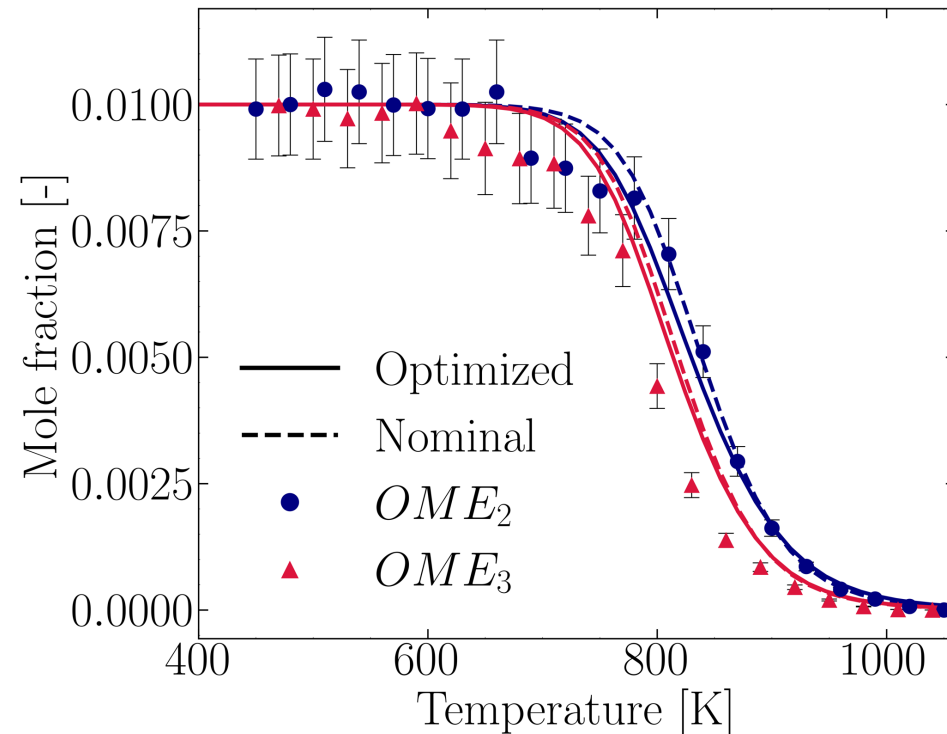 0.0100
0.0075
0.0050
0.0025
0.0000
Mole fraction [-]
Optimized
Nominal
OME₂
OME₃
400 600 800 1000
Temperature [K]